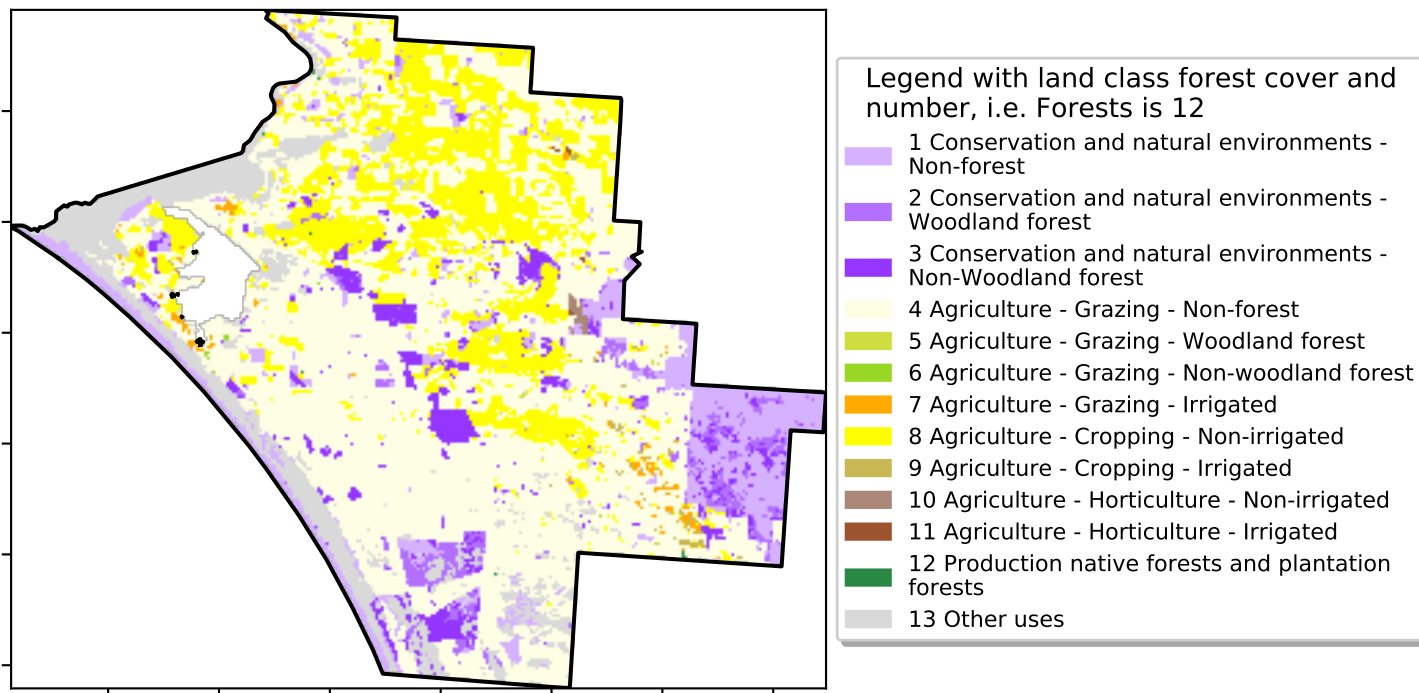 Legend with land class forest cover and
number, i.e. Forests is 12
1 Conservation and natural environments -
Non-forest
2 Conservation and natural environments -
Woodland forest
3 Conservation and natural environments -
Non-Woodland forest
4 Agriculture - Grazing - Non-forest
5 Agriculture - Grazing - Woodland forest
6 Agriculture - Grazing - Non-woodland forest
7 Agriculture - Grazing - Irrigated
8 Agriculture - Cropping - Non-irrigated
9 Agriculture - Cropping - Irrigated
10 Agriculture - Horticulture - Non-irrigated
11 Agriculture - Horticulture - Irrigated
12 Production native forests and plantation
forests
13 Other uses